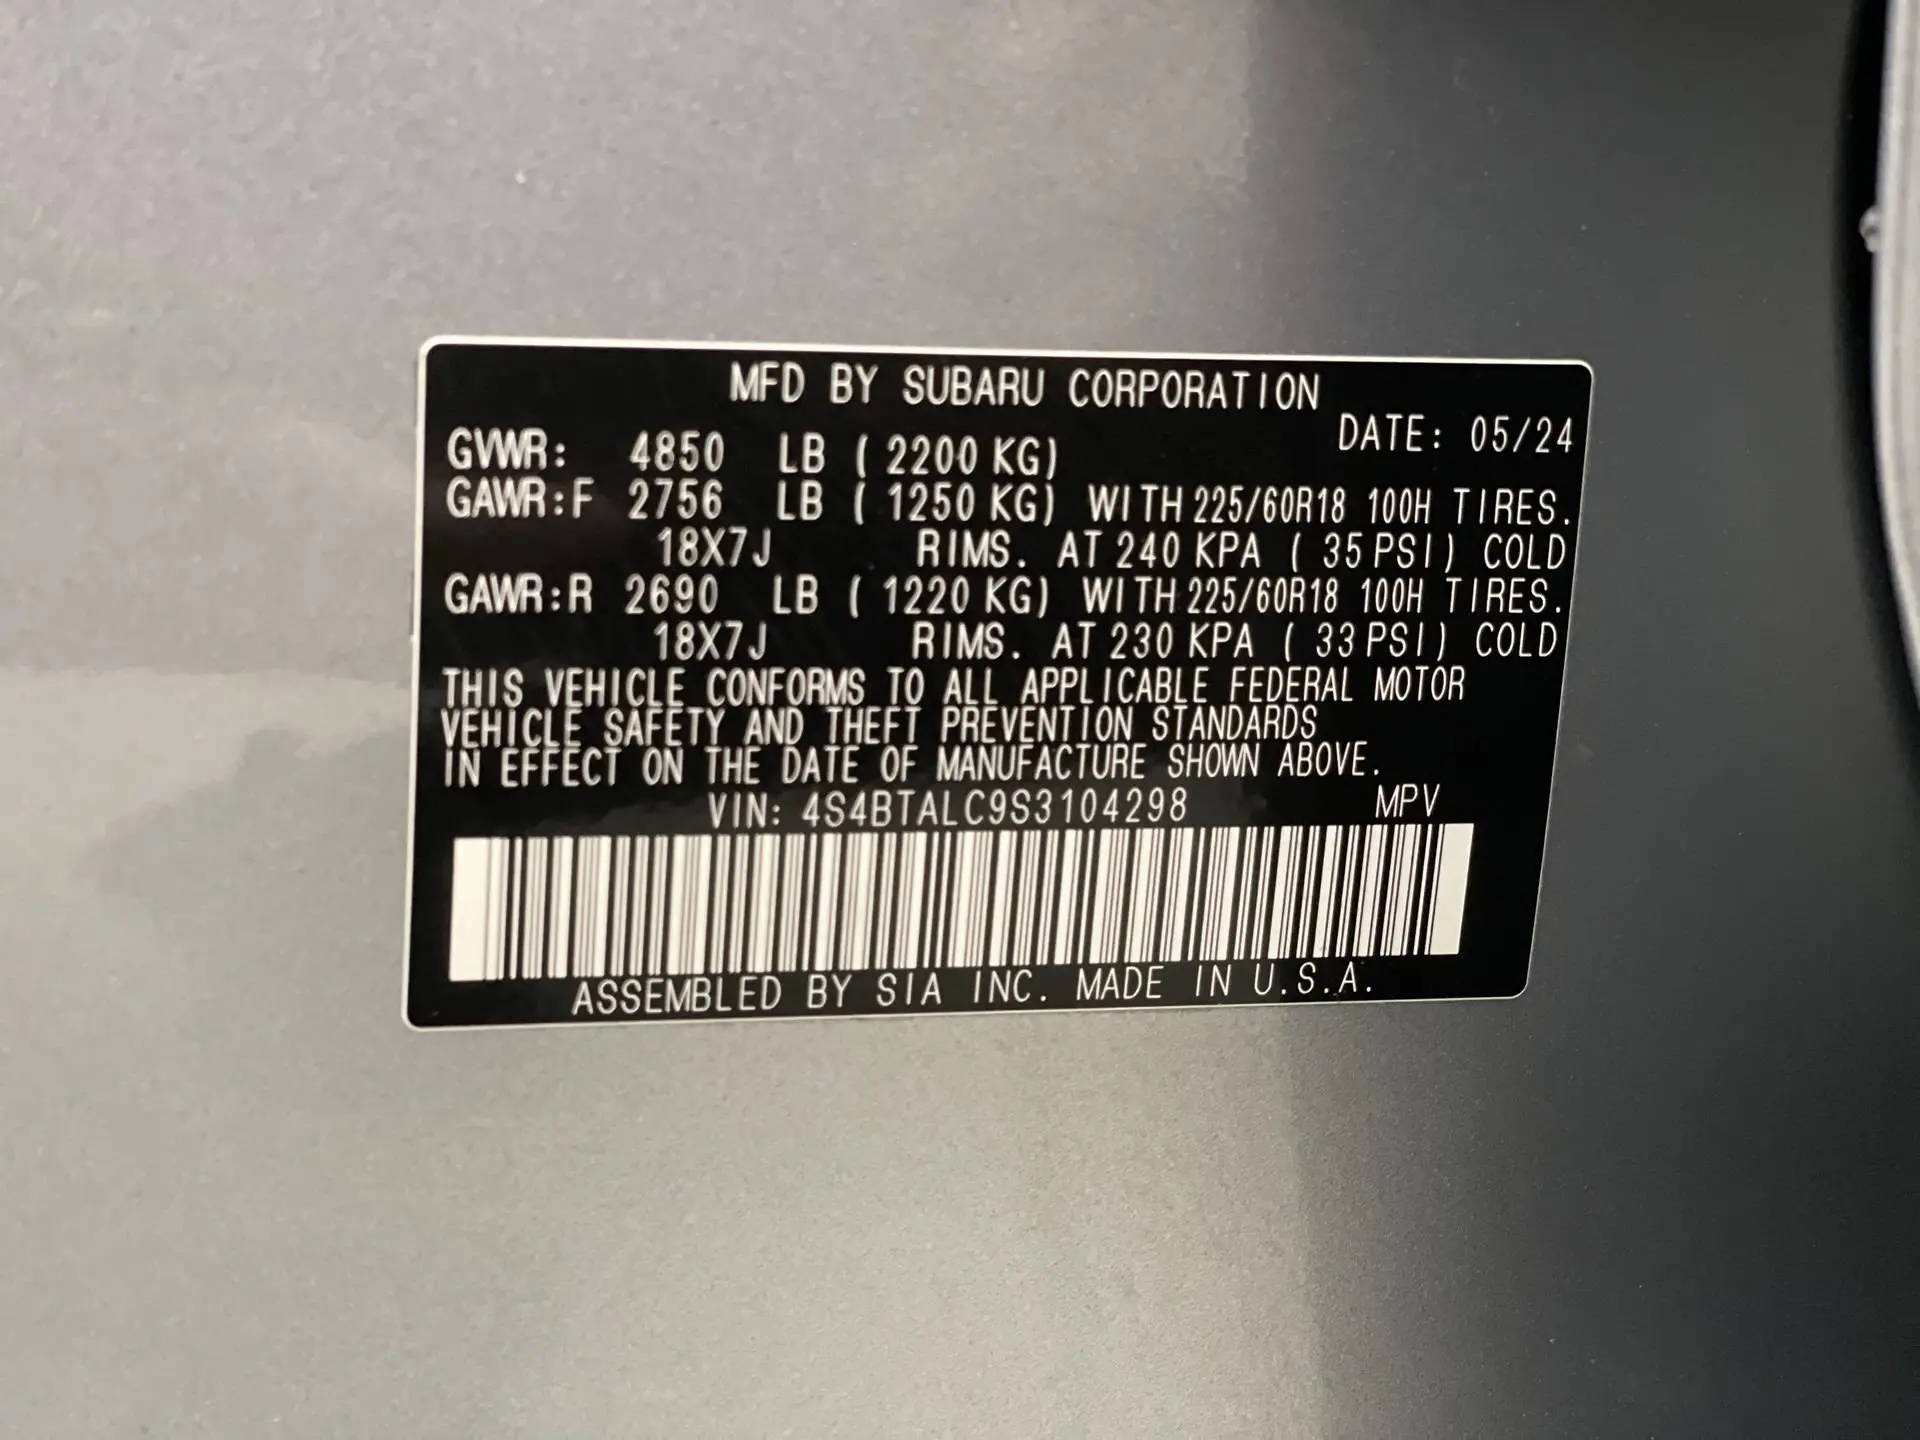 MFD BY SUBARU CORPORATION
DATE: 05/24
GVWR: 4850 LB ( 2200 KG)
GAWR:F 2756 LB ( 1250 KG) WITH 225/60R18 100H TIRES.
18X7J RIMS. AT 240 KPA ( 35 PSI) COLD
GAWR:R 2690 LB ( 1220 KG) WITH 225/60R18 100H TIRES.
18X7J RIMS. AT 230 KPA ( 33 PSI) COLD
THIS VEHICLE CONFORMS TO ALL APPLICABLE FEDERAL MOTOR
VEHICLE SAFETY AND THEFT PREVENTION STANDARDS
IN EFFECT ON THE DATE OF MANUFACTURE SHOWN ABOVE.
VIN: 4S4BTALC9S3104298 MPV
ASSEMBLED BY SIA INC. MADE IN U.S.A.